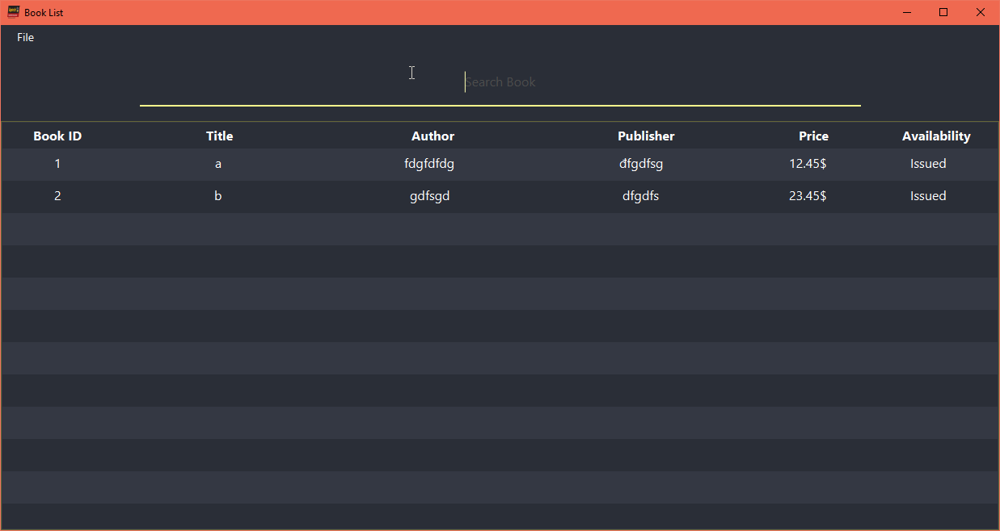 Book List
File
Search Book
Book ID Title Author Publisher Price Availability
1 a fdgfdfdg đfgdfsg 12.45$ Issued
2 b gdfsgd dfgdfs 23.45$ Issued